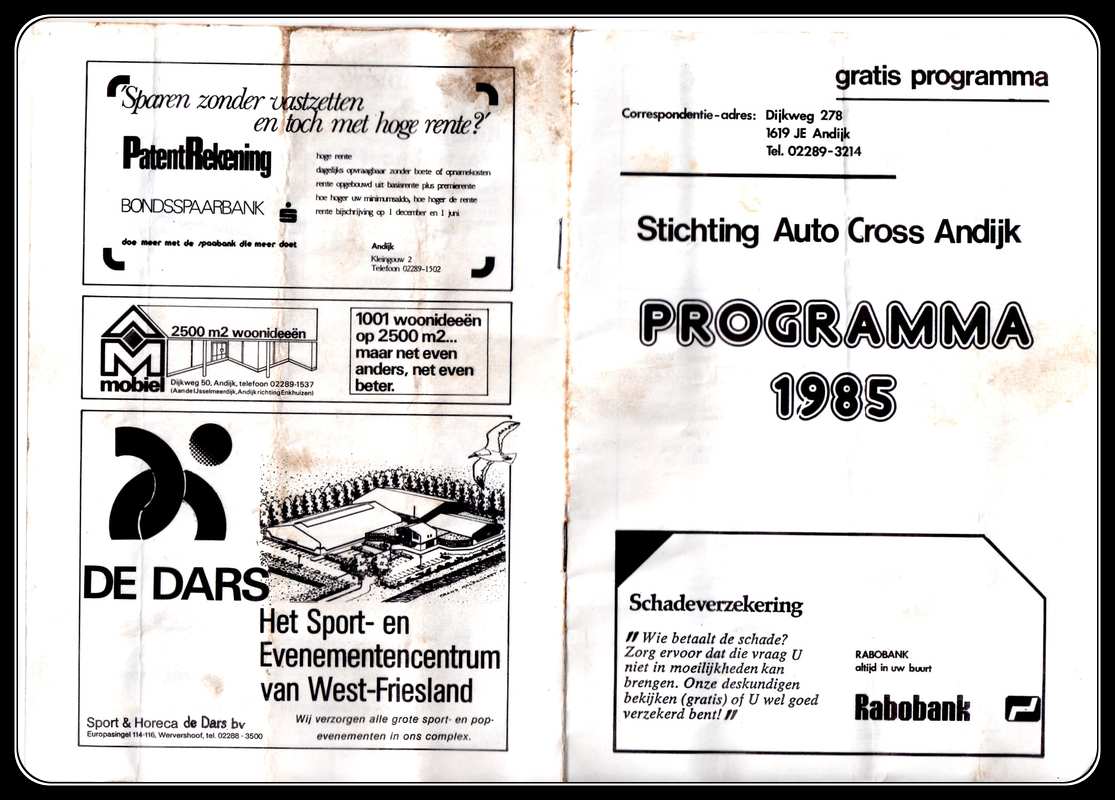 'Sparen zonder vastzetten
en toch met hoge rente?'
PatentRekening
hoge rente
dagelijks opvraagbaar zonder boete of opnamekosten
rente opgebouwd uit basisrente plus premierente
hoe hoger uw minimumsaldo, hoe hoger de rente
rente bijschrijving op 1 december en 1 juni
BONDSSPAARBANK
doe meer met de spaabank die meer doet
Andijk
Kleingouw 2
Telefoon 02289-1502
2500 m2 woonideeën
mobiel
Dijkweg 50, Andijk, telefoon 02289-1537
(Aan de IJsselmeerdijk, Andijk richting Enkhuizen)
1001 woonideeën
op 2500 m2...
maar net even
anders, net even
beter.
DE DARS
Het Sport- en
Evenementencentrum
van West-Friesland
Sport & Horeca de Dars bv
Europasingel 114-116, Wervershoof, tel. 02288 - 3500
Wij verzorgen alle grote sport- en pop-
evenementen in ons complex.
gratis programma
Correspondentie-adres: Dijkweg 278
1619 JE Andijk
Tel. 02289-3214
Stichting Auto Cross Andijk
PROGRAMMA
1985
Schadeverzekering
" Wie betaalt de schade?
Zorg ervoor dat die vraag U
niet in moeilijkheden kan
brengen. Onze deskundigen
bekijken (gratis) of U wel goed
verzekerd bent! "
RABOBANK
altijd in uw buurt
Rabobank